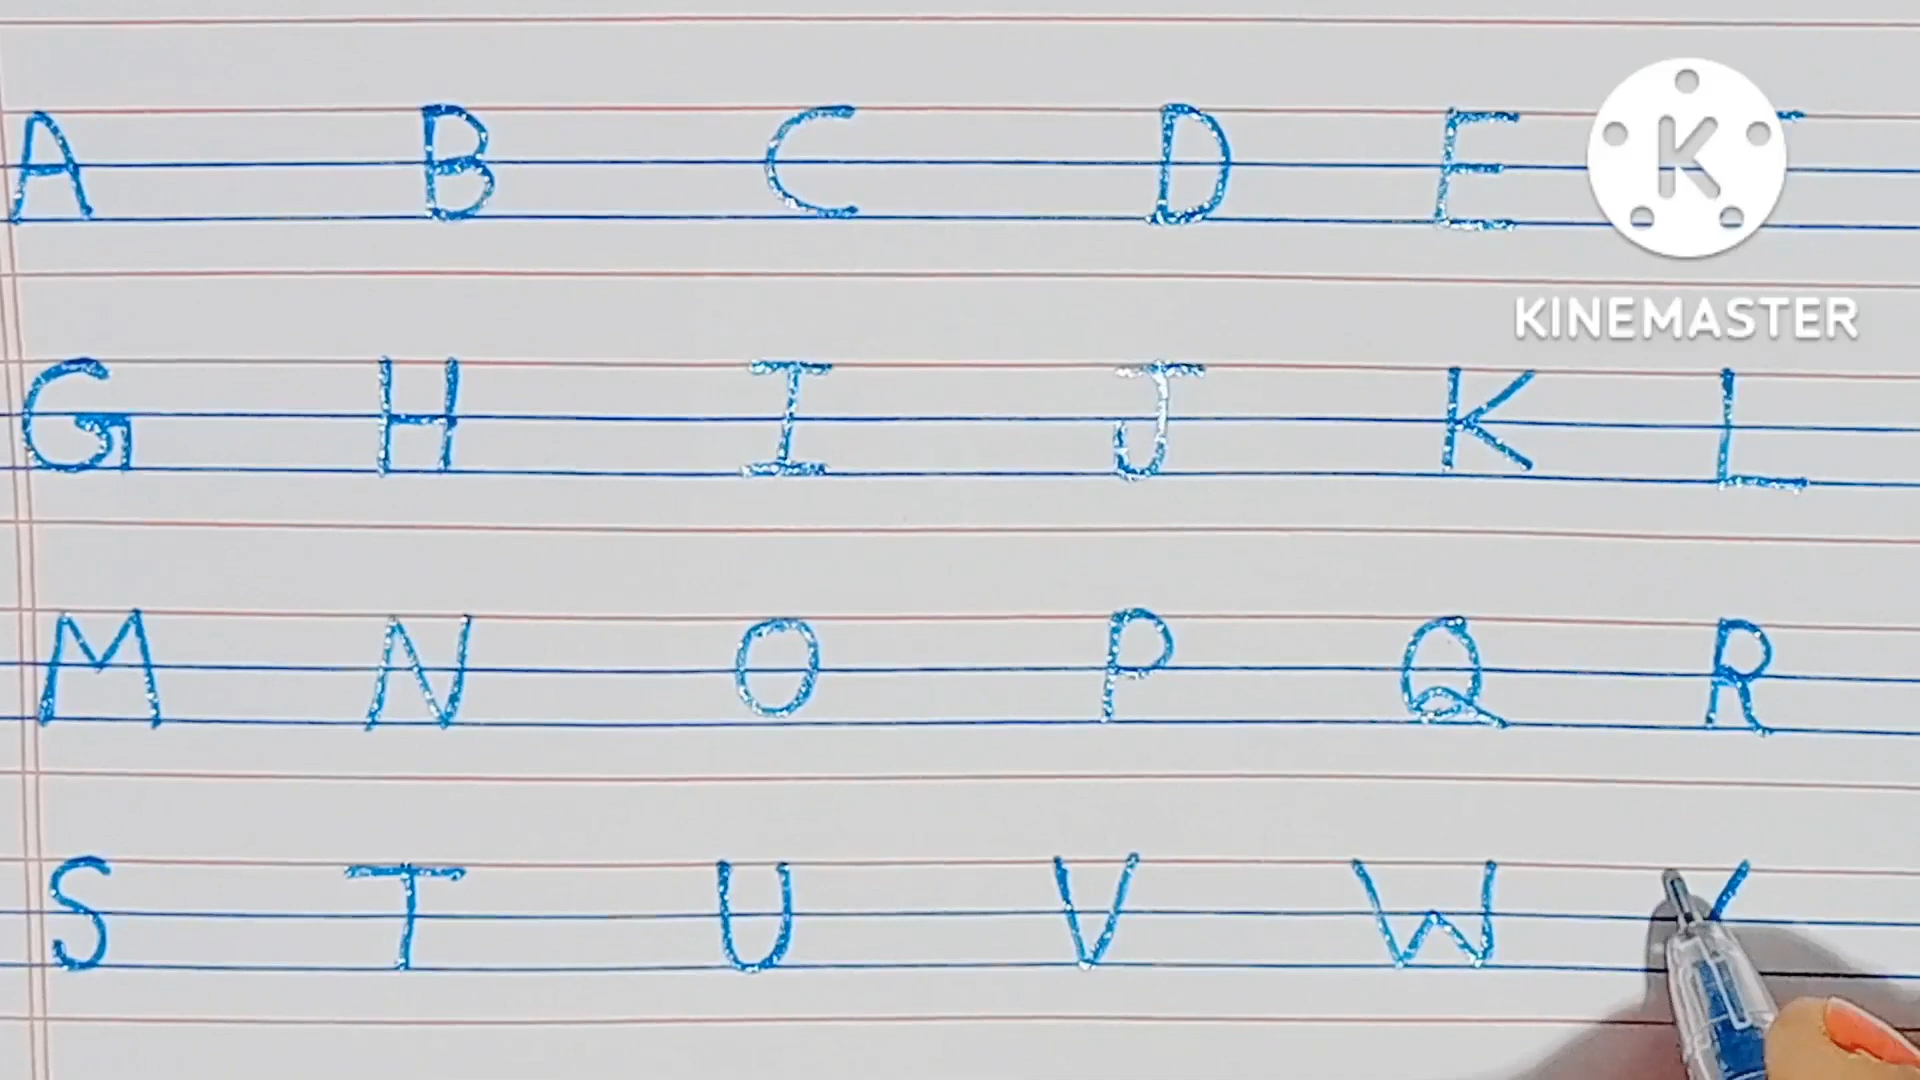 A B C D E
KINEMASTER
G H I J K L
M N O P Q R
S T U V W